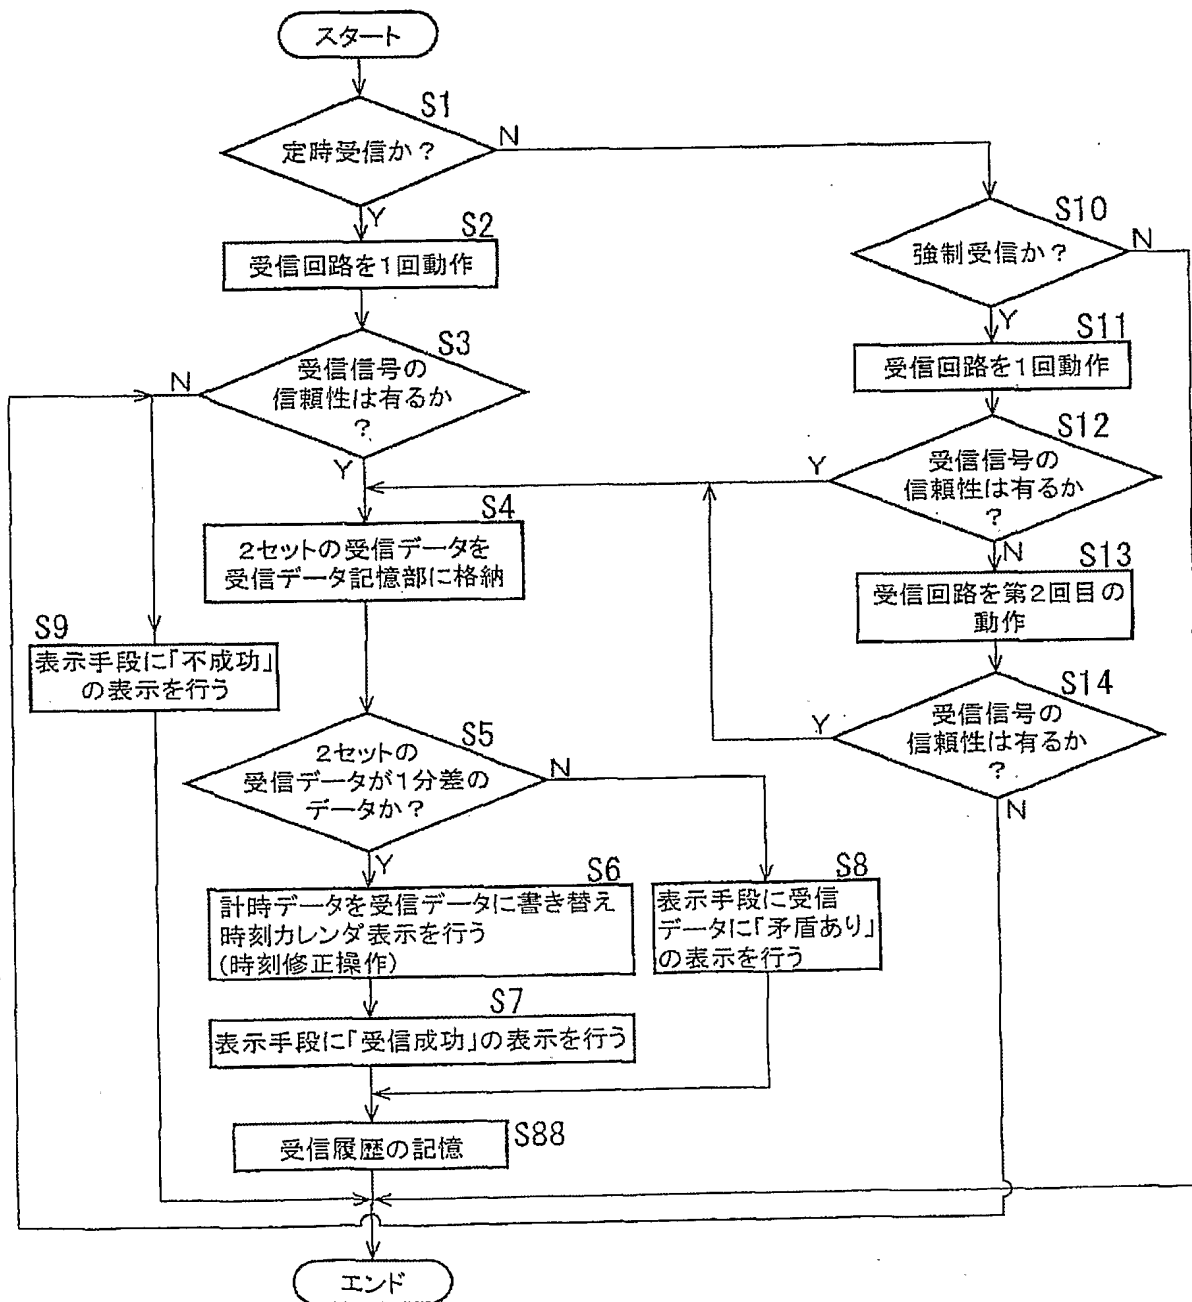 スタート
S1
定時受信か？
N
Y
S2
受信回路を1回動作
S3
受信信号の
信頼性は有るか
？
N
Y
S4
2セットの受信データを
受信データ記憶部に格納
S5
2セットの
受信データが1分差の
データか？
N
Y
S6
計時データを受信データに書き替え
時刻カレンダ表示を行う
(時刻修正操作)
S7
表示手段に「受信成功」の表示を行う
S8
表示手段に受信
データに「矛盾あり」
の表示を行う
S88
受信履歴の記憶
S9
表示手段に「不成功」
の表示を行う
S10
強制受信か？
N
Y
S11
受信回路を1回動作
S12
受信信号の
信頼性は有るか
？
Y
N
S13
受信回路を第2回目の
動作
S14
受信信号の
信頼性は有るか
？
Y
N
エンド